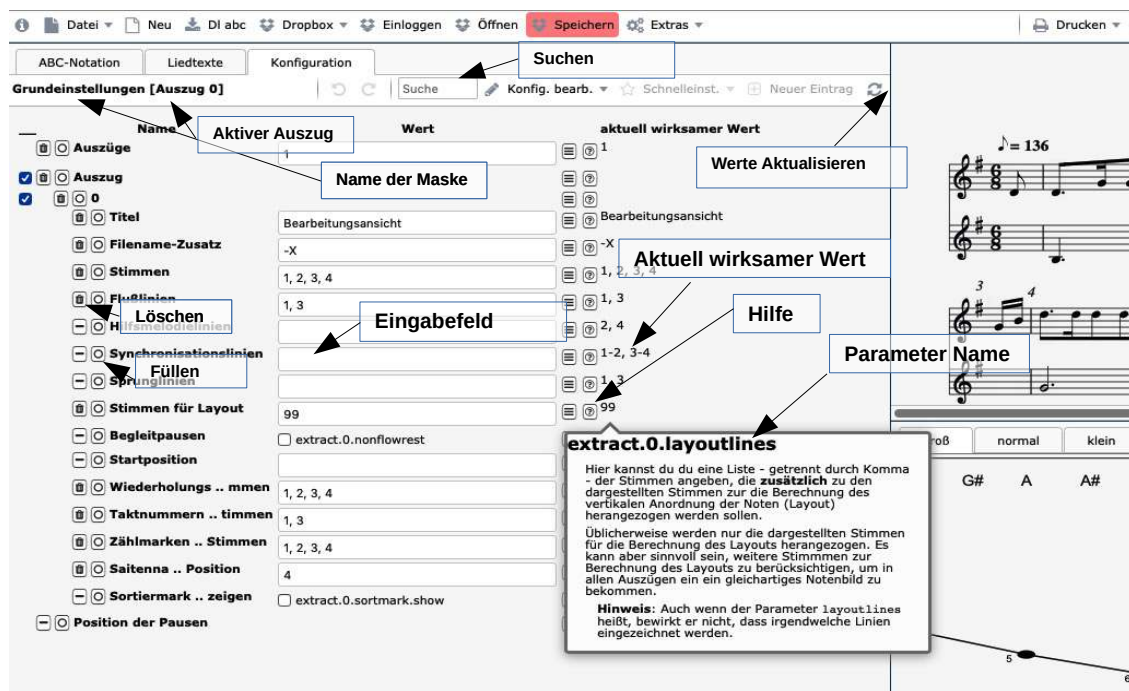 Datei Neu Dl abc Dropbox Einloggen Öffnen Speichern Extras Drucken
ABC-Notation Liedtexte Konfiguration
Suchen
Grundeinstellungen [Auszug 0] Suche Konfig. bearb. Schnelleinst. Neuer Eintrag
Name Wert aktuell wirksamer Wert
Aktiver Auszug
Auszüge 1 1
Werte Aktualisieren
= 136
Auszug
Name der Maske
0
Titel Bearbeitungsansicht Bearbeitungsansicht
Filename-Zusatz -X -X
Aktuell wirksamer Wert
Stimmen 1, 2, 3, 4 1, 2, 3, 4
Flußlinien 1, 3 1, 3
3 4
Löschen
Eingabefeld
Hilfe
Hilfsmelodielinien 2, 4
Synchronisationslinien 1-2, 3-4
Parameter Name
Füllen
Sprunglinien 1, 3
Stimmen für Layout 99 99
Begleitpausen extract.0.nonflowrest
Startposition
Wiederholungs .. mmen 1, 2, 3, 4
Taktnummern .. timmen 1, 3
Zählmarken .. Stimmen 1, 2, 3, 4
Saitenna .. Position 4
Sortiermark .. zeigen extract.0.sortmark.show
Position der Pausen
extract.0.layoutlines
Hier kannst du du eine Liste - getrennt durch Komma
- der Stimmen angeben, die zusätzlich zu den
dargestellten Stimmen zur die Berechnung des
vertikalen Anordnung der Noten (Layout)
herangezogen werden sollen.
Üblicherweise werden nur die dargestellten Stimmen
für die Berechnung des Layouts herangezogen. Es
kann aber sinnvoll sein, weitere Stimmmen zur
Berechnung des Layouts zu berücksichtigen, um in
allen Auszügen ein ein gleichartiges Notenbild zu
bekommen.
Hinweis: Auch wenn der Parameter layoutlines
heißt, bewirkt er nicht, dass irgendwelche Linien
eingezeichnet werden.
roß normal klein
G# A A#
5
6